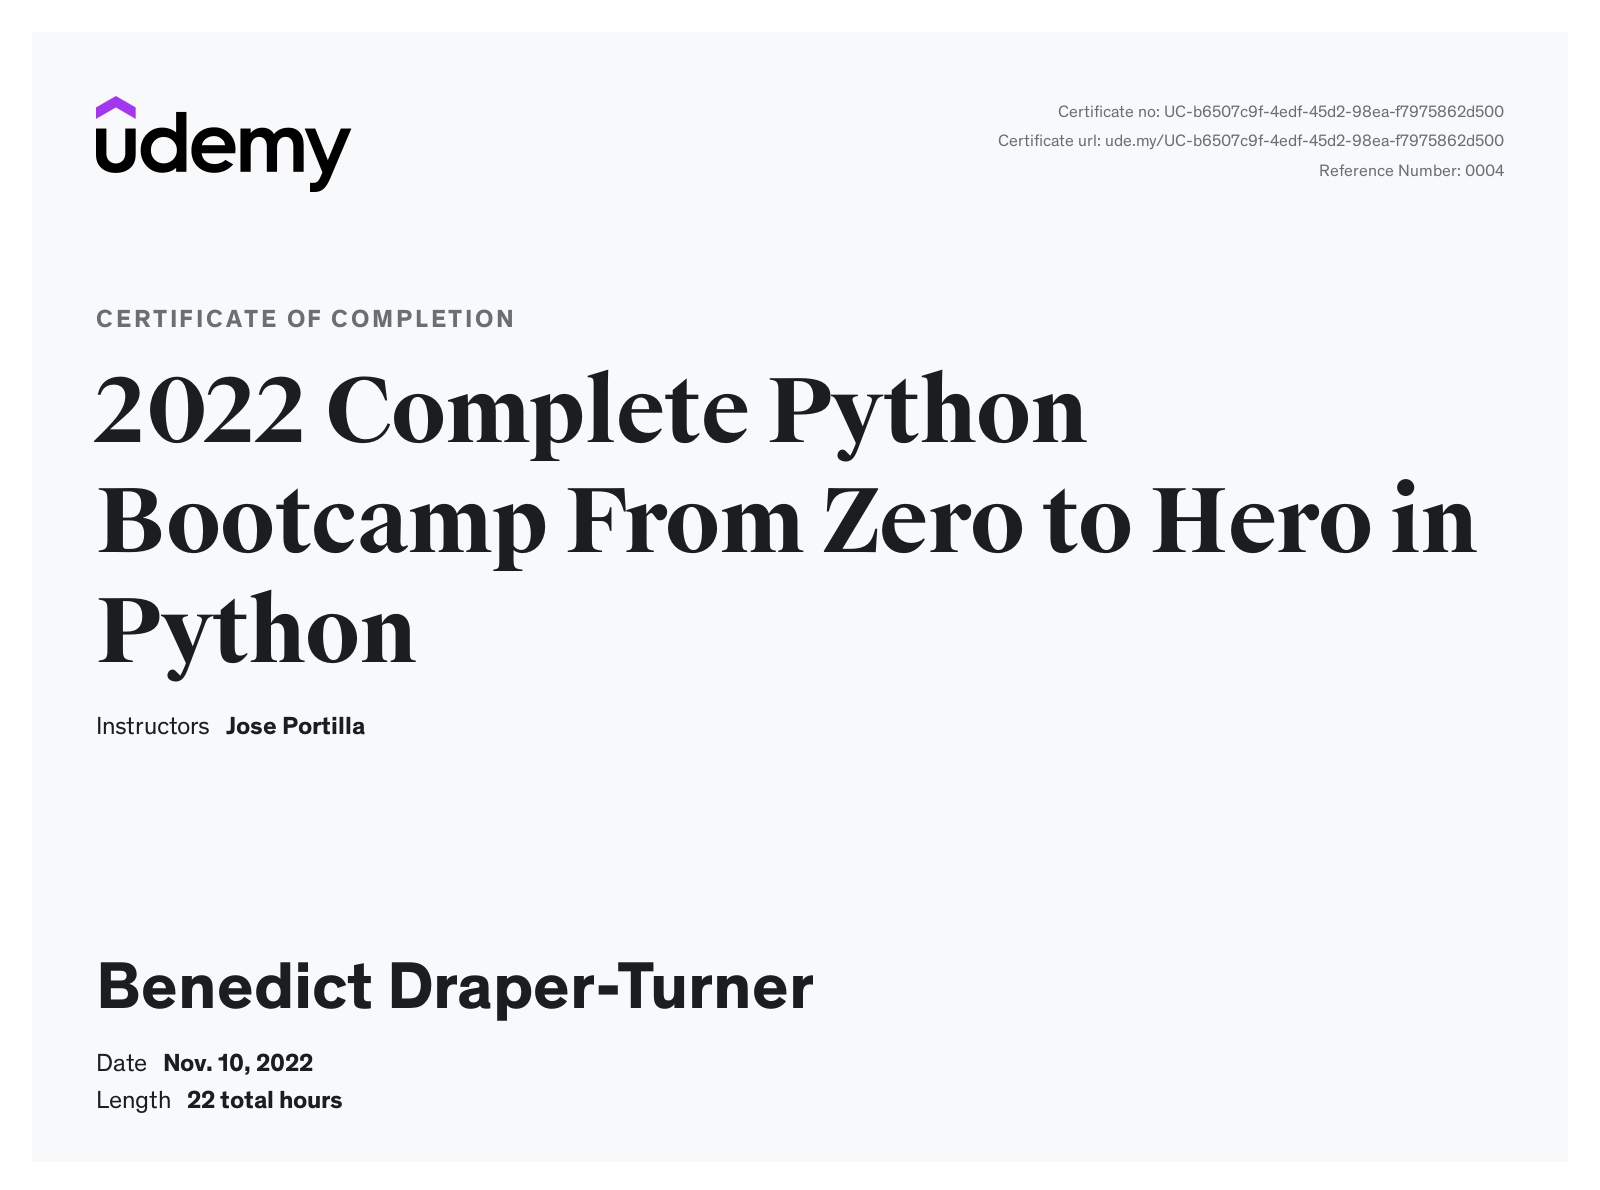 udemy
Certificate no: UC-b6507c9f-4edf-45d2-98ea-f7975862d500
Certificate url: ude.my/UC-b6507c9f-4edf-45d2-98ea-f7975862d500
Reference Number: 0004
CERTIFICATE OF COMPLETION
2022 Complete Python
Bootcamp From Zero to Hero in
Python
Instructors Jose Portilla
Benedict Draper-Turner
Date Nov. 10, 2022
Length 22 total hours